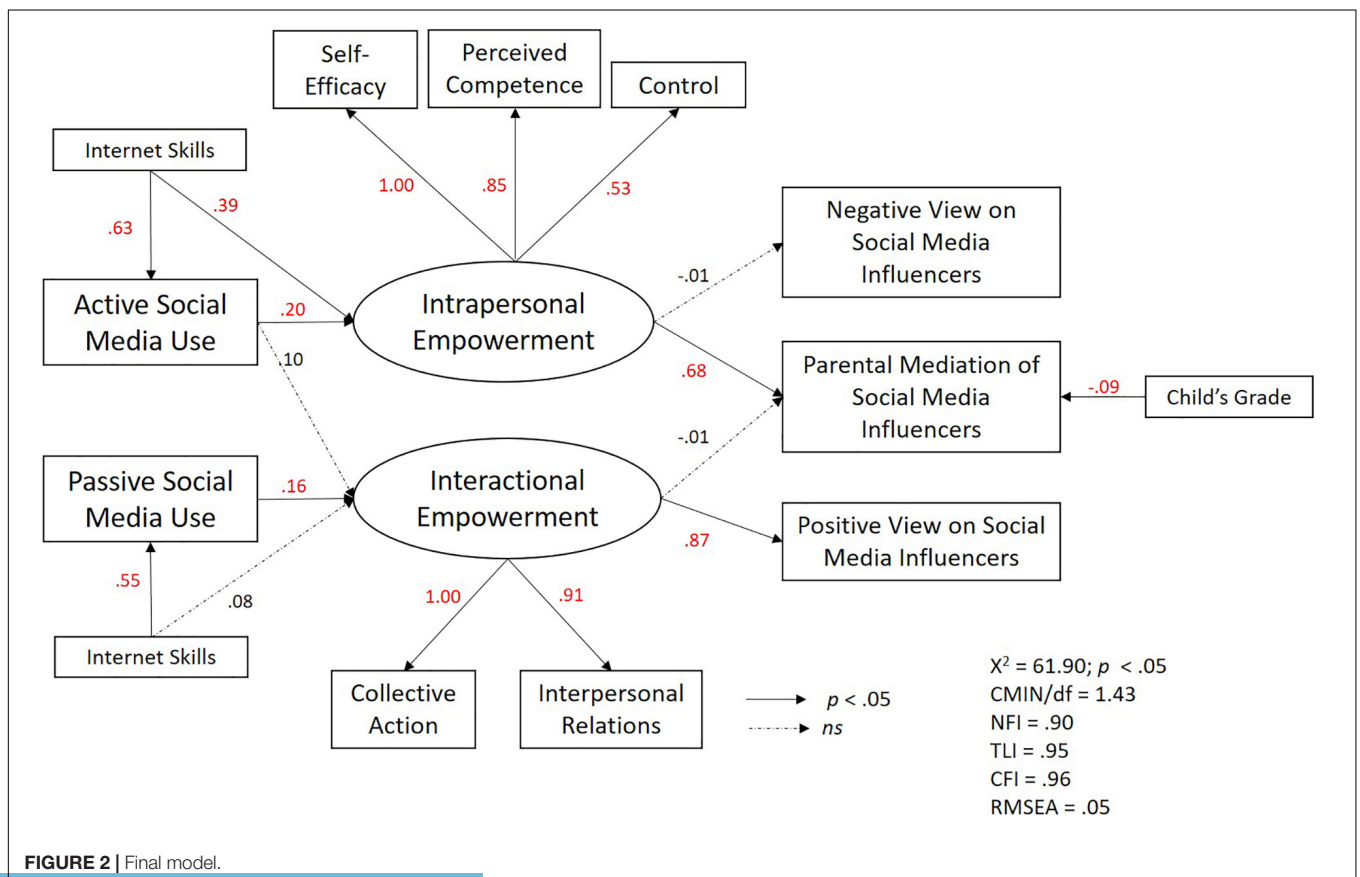 Self-
Efficacy
Perceived
Competence
Control
Internet Skills
1.00
.85
.53
.39
.63
Negative View on
Social Media
Influencers
Active Social
Media Use
.20
Intrapersonal
Empowerment
-.01
.10
.68
Parental Mediation of
Social Media
Influencers
-.09
Child's Grade
Passive Social
Media Use
.16
Interactional
Empowerment
-.01
.87
Positive View on Social
Media Influencers
.55
.08
Internet Skills
1.00
.91
Collective
Action
Interpersonal
Relations
p < .05
ns
X² = 61.90; p < .05
CMIN/df = 1.43
NFI = .90
TLI = .95
CFI = .96
RMSEA = .05
FIGURE 2 | Final model.